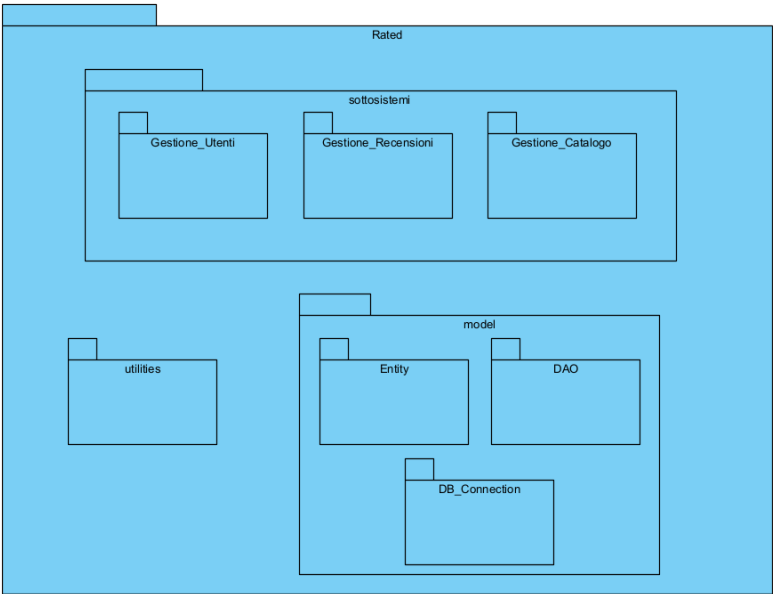 Rated
sottosistemi
Gestione_Utenti
Gestione_Recensioni
Gestione_Catalogo
model
utilities
Entity
DAO
DB_Connection